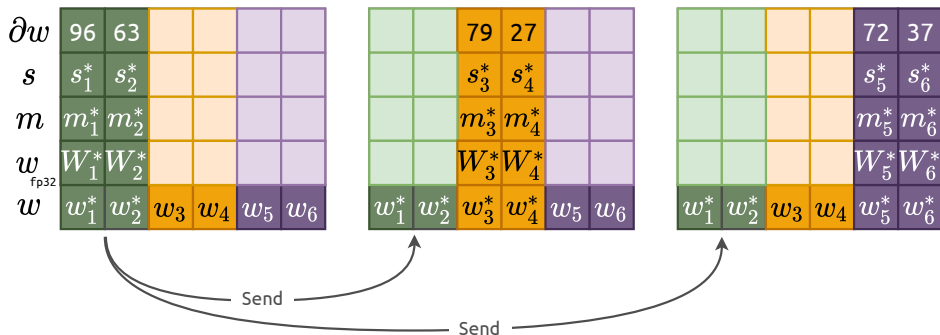 ∂w 96 63 79 27 72 37
s s₁* s₂* s₃* s₄* s₅* s₆*
m m₁* m₂* m₃* m₄* m₅* m₆*
w fp32 W₁* W₂* W₃* W₄* W₅* W₆*
w w₁* w₂* w₃ w₄ w₅ w₆ w₁* w₂* w₃* w₄* w₅ w₆ w₁* w₂* w₃ w₄ w₅* w₆*
Send
Send